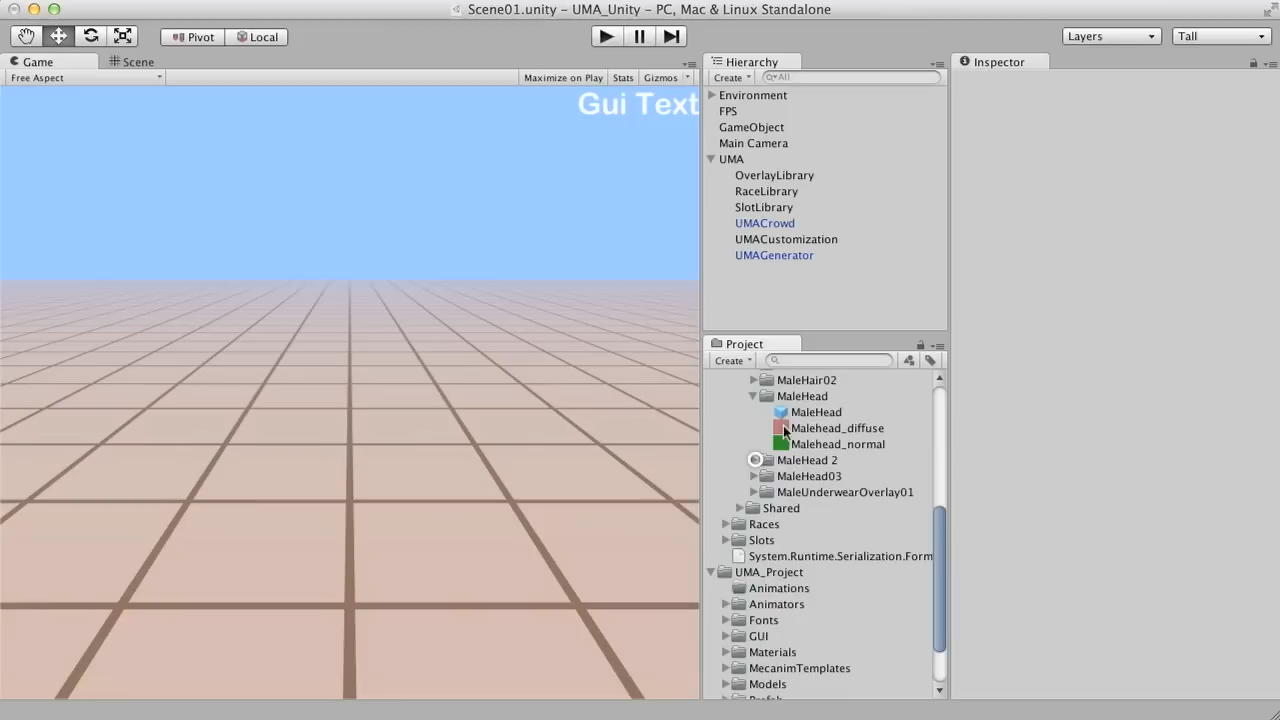 Scene01.unity – UMA_Unity – PC, Mac & Linux Standalone
Pivot Local Layers Tall
Game Scene
Free Aspect Maximize on Play Stats Gizmos
Gui Text
Hierarchy
Create All
Environment
FPS
GameObject
Main Camera
UMA
OverlayLibrary
RaceLibrary
SlotLibrary
UMACrowd
UMACustomization
UMAGenerator
Project
Create
MaleHair02
MaleHead
MaleHead
Malehead_diffuse
Malehead_normal
MaleHead 2
MaleHead03
MaleUnderwearOverlay01
Shared
Races
Slots
System.Runtime.Serialization.Form
UMA_Project
Animations
Animators
Fonts
GUI
Materials
MecanimTemplates
Models
Inspector